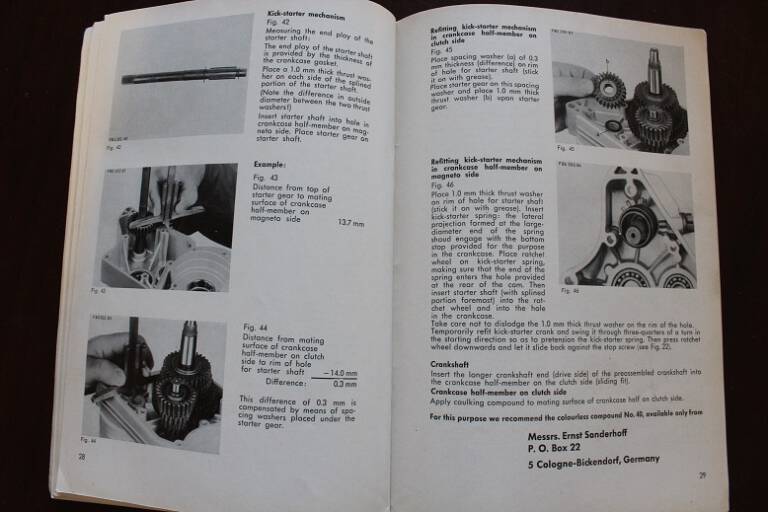 Kick-starter mechanism
Fig. 42
Measuring the end play of the
starter shaft:
The end play of the starter shaft
is provided by the thickness of
the crankcase gasket.
Place a 1.0 mm thick thrust was-
her on each side of the splined
portion of the starter shaft.
(Note the difference in outside
diameter between the two thrust
washers!)
Insert starter shaft into hole in
crankcase half-member on mag-
neto side. Place starter gear on
starter shaft.
Fig. 42
Example:
Fig. 43
Distance from top of
starter gear to mating
surface of crankcase
half-member on
magneto side 13.7 mm
Fig. 43
Fig. 44
Distance from mating
surface of crankcase
half-member on clutch
side to rim of hole
for starter shaft —14.0 mm
Difference: 0.3 mm
This difference of 0.3 mm is
compensated by means of spa-
cing washers placed under the
starter gear.
Fig. 44
28
Refitting kick-starter mechanism
in crankcase half-member on
clutch side
Fig. 45
Place spacing washer (a) of 0.3
mm thickness (difference) on rim
of hole for starter shaft (stick
it on with grease).
Place starter gear on this spacing
washer and place 1.0 mm thick
thrust washer (b) upon starter
gear.
Fig. 45
Refitting kick-starter mechanism
in crankcase half-member on
magneto side
Fig. 46
Place 1.0 mm thick thrust washer
on rim of hole for starter shaft
(stick it on with grease). Insert
kick-starter spring: the lateral
projection formed at the large-
diameter end of the spring
shoud engage with the bottom
stop provided for the purpose
in the crankcase. Place ratchet
wheel on kick-starter spring,
making sure that the end of the
spring enters the hole provided
at the rear of the cam. Then
insert starter shaft (with splined
portion foremost) into the rat-
chet wheel and into the hole
in the crankcase.
Fig. 46
Take care not to dislodge the 1.0 mm thick thrust washer on the rim of the hole.
Temporarily refit kick-starter crank and swing it through three-quarters of a turn in
the starting direction so as to pretension the kick-starter spring. Then press ratchet
wheel downwards and let it slide back against the stop screw (see Fig. 22).
Crankshaft
Insert the longer crankshaft end (drive side) of the preassembled crankshaft into
the crankcase half-member on the clutch side (sliding fit).
Crankcase half-member on clutch side
Apply caulking compound to mating surface of crankcase half on clutch side.
For this purpose we recommend the colourless compound No. 40, available only from
Messrs. Ernst Sanderhoff
P. O. Box 22
5 Cologne-Bickendorf, Germany
29